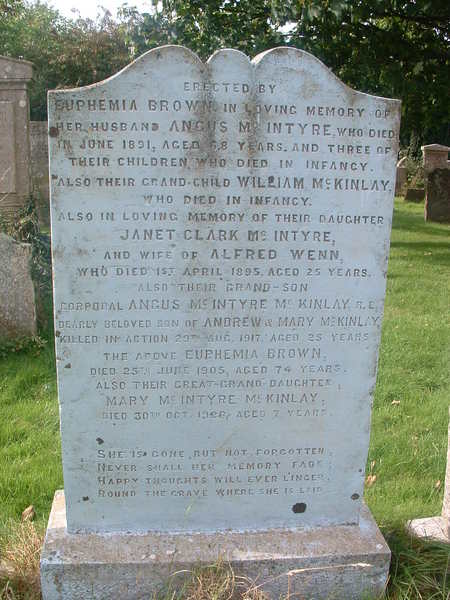 ERECTED BY
EUPHEMIA BROWN, IN LOVING MEMORY OF
HER HUSBAND ANGUS McINTYRE, WHO DIED
IN JUNE 1891, AGED 68 YEARS. AND THREE OF
THEIR CHILDREN WHO DIED IN INFANCY.
ALSO THEIR GRAND-CHILD WILLIAM McKINLAY,
WHO DIED IN INFANCY.
ALSO IN LOVING MEMORY OF THEIR DAUGHTER
JANET CLARK McINTYRE,
AND WIFE OF ALFRED WENN,
WHO DIED 1ST APRIL 1895, AGED 25 YEARS.
ALSO THEIR GRAND-SON
CORPORAL ANGUS McINTYRE McKINLAY, R.E.
DEARLY BELOVED SON OF ANDREW & MARY McKINLAY,
KILLED IN ACTION 29TH AUG. 1917, AGED 25 YEARS.
THE ABOVE EUPHEMIA BROWN,
DIED 25TH JUNE 1905, AGED 74 YEARS.
ALSO THEIR GREAT-GRAND-DAUGHTER,
MARY McINTYRE McKINLAY,
DIED 30TH OCT. AGED 7 YEARS.
SHE IS GONE, BUT NOT FORGOTTEN,
NEVER SHALL HER MEMORY FADE;
HAPPY THOUGHTS WILL EVER LINGER,
ROUND THE GRAVE WHERE SHE IS LAID.